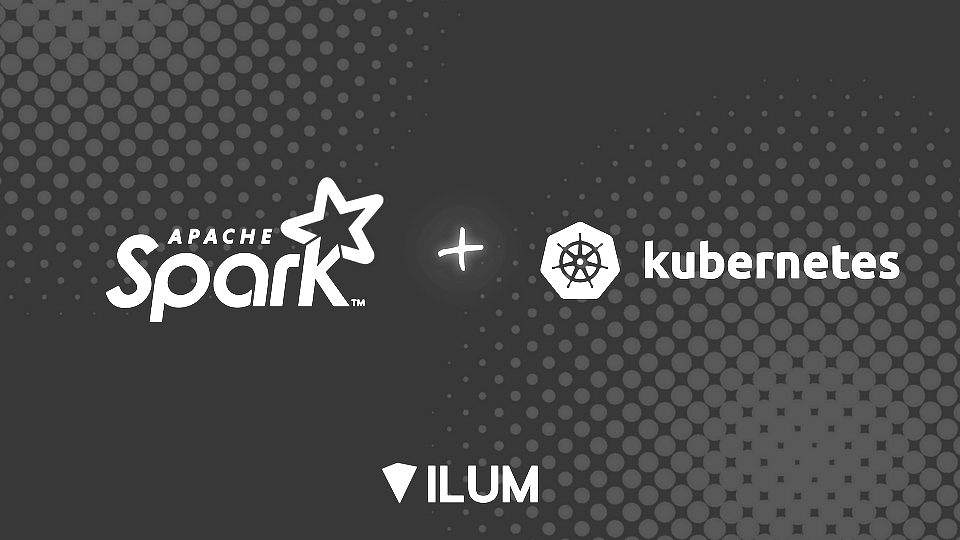 APACHE
Spark™
+
kubernetes
ILUM